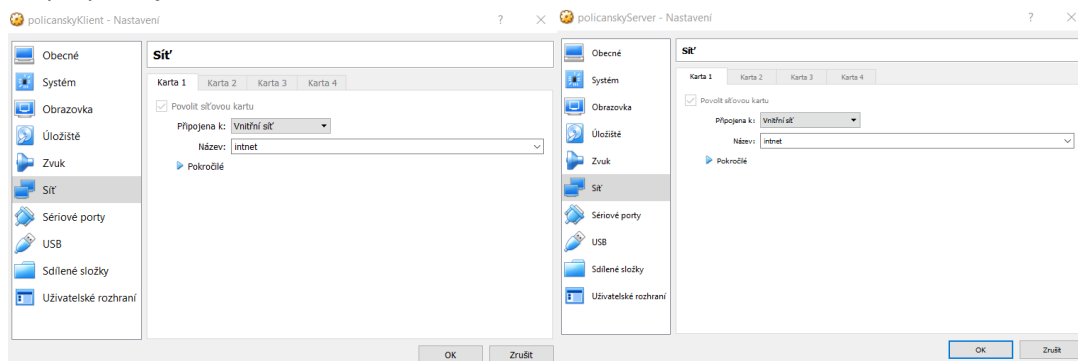 policanskyKlient - Nastavení
?
Obecné
Systém
Obrazovka
Úložiště
Zvuk
Síť
Sériové porty
USB
Sdílené složky
Uživatelské rozhraní
Síť
Karta 1 Karta 2 Karta 3 Karta 4
Povolit síťovou kartu
Připojena k: Vnitřní síť
Název: intnet
Pokročilé
OK Zrušit
policanskyServer - Nastavení
?
Obecné
Systém
Obrazovka
Úložiště
Zvuk
Síť
Sériové porty
USB
Sdílené složky
Uživatelské rozhraní
Síť
Karta 1 Karta 2 Karta 3 Karta 4
Povolit síťovou kartu
Připojena k: Vnitřní síť
Název: intnet
Pokročilé
OK Zrušit